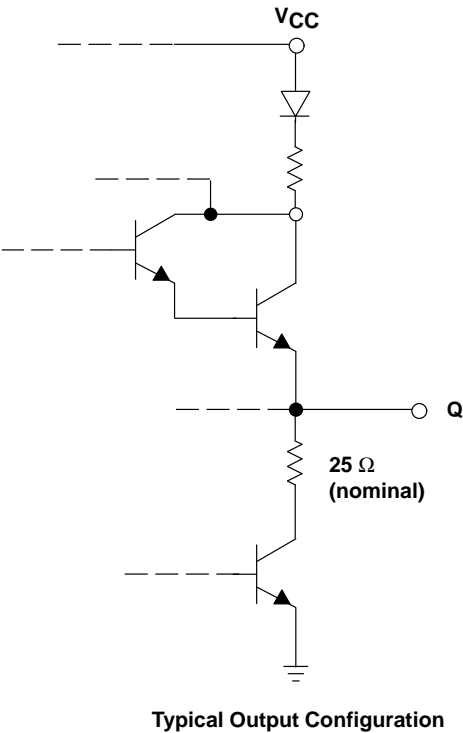 VCC
Q
25 Ω
(nominal)
Typical Output Configuration